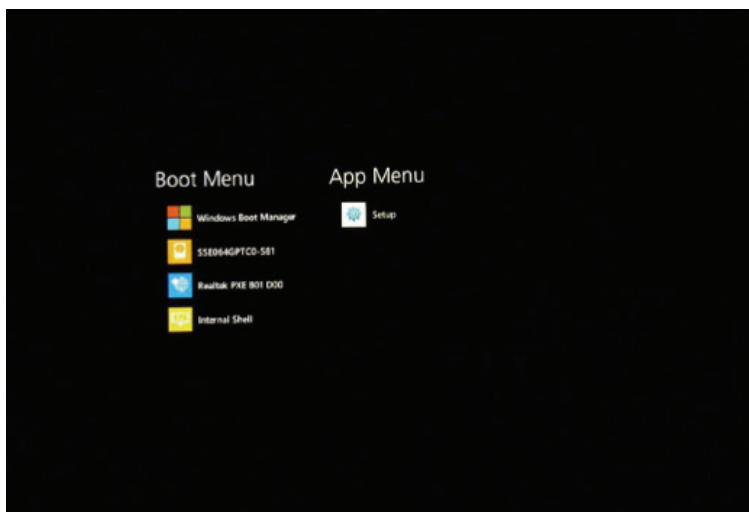 Boot Menu
Windows Boot Manager
SSE064GPTC0-S81
Realtek PXE B01 D00
Internal Shell
App Menu
Setup